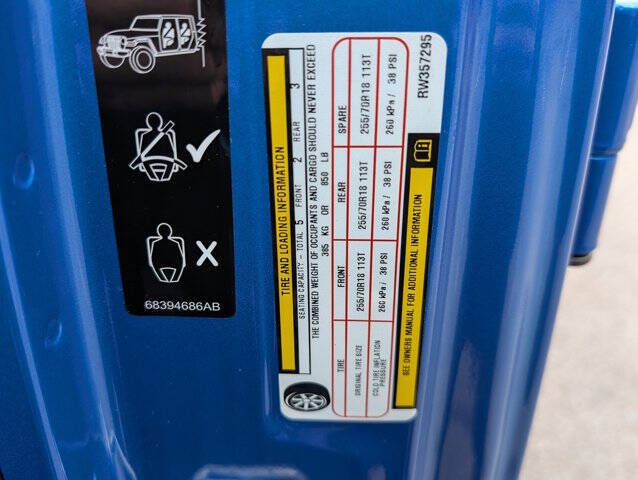 68394686AB
TIRE AND LOADING INFORMATION
SEATING CAPACITY - TOTAL 5 FRONT 2 REAR 3
THE COMBINED WEIGHT OF OCCUPANTS AND CARGO SHOULD NEVER EXCEED
385 KG OR 850 LB
TIRE FRONT REAR SPARE
ORIGINAL TIRE SIZE 255/70R18 113T 255/70R18 113T 255/70R18 113T
COLD TIRE INFLATION PRESSURE 260 kPa / 38 PSI 260 kPa / 38 PSI 260 kPa / 38 PSI
SEE OWNERS MANUAL FOR ADDITIONAL INFORMATION
RW357295